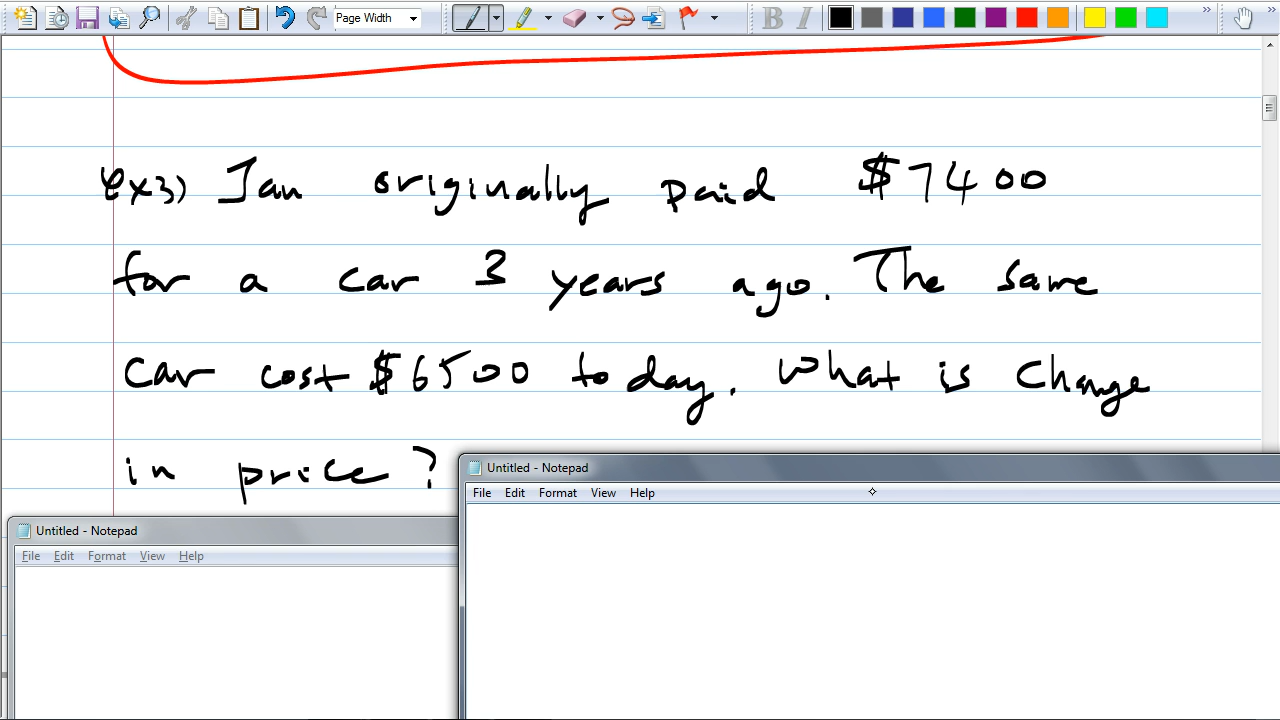 Page Width
B I
ex3) Jan originally paid $7400
for a car 3 years ago. The same
car cost $6500 today. What is change
in price?
Untitled - Notepad
File Edit Format View Help
Untitled - Notepad
File Edit Format View Help